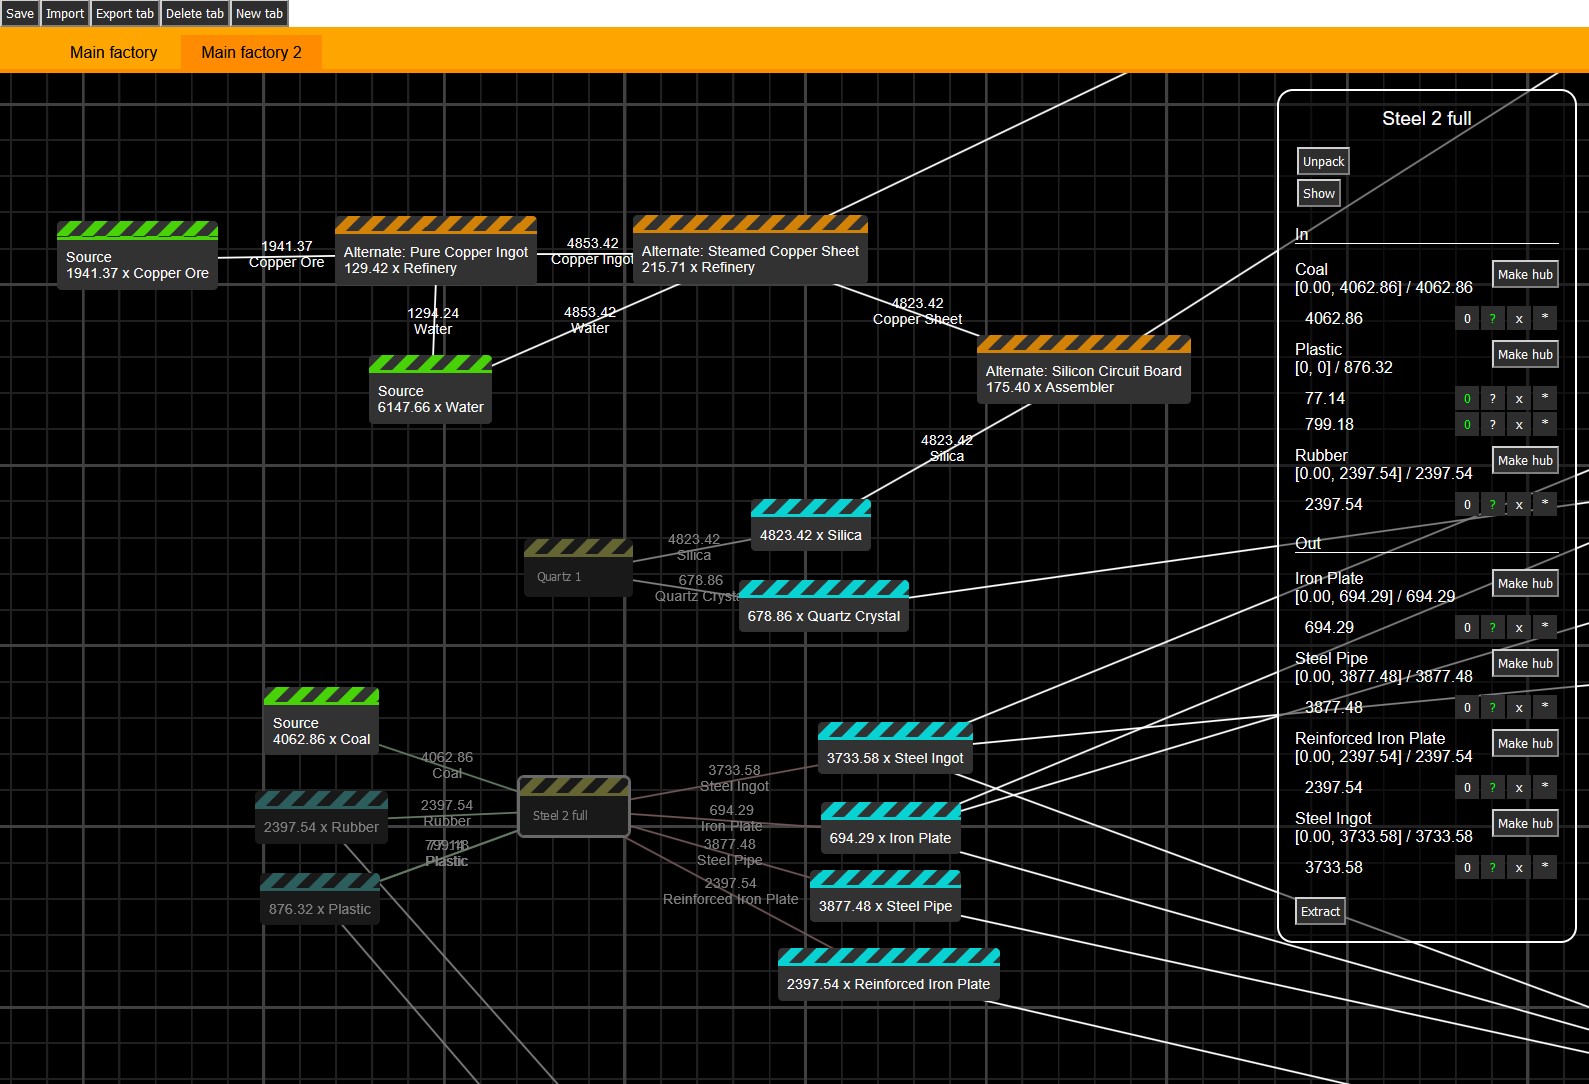 Save Import Export tab Delete tab New tab
Main factory Main factory 2
Source
1941.37 x Copper Ore
1941.37
Copper Ore
Alternate: Pure Copper Ingot
129.42 x Refinery
4853.42
Copper Ingot
Alternate: Steamed Copper Sheet
215.71 x Refinery
1294.24
Water
4853.42
Water
4823.42
Copper Sheet
Source
6147.66 x Water
Alternate: Silicon Circuit Board
175.40 x Assembler
4823.42
Silica
4823.42 x Silica
4823.42
Silica
Quartz 1
678.86
Quartz Crysta
678.86 x Quartz Crystal
Source
4062.86 x Coal
4062.86
Coal
2397.54 x Rubber
2397.54
Rubber
Plastic
876.32 x Plastic
Steel 2 full
3733.58
Steel Ingot
694.29
Iron Plate
3877.48
Steel Pipe
2397.54
Reinforced Iron Plate
3733.58 x Steel Ingot
694.29 x Iron Plate
3877.48 x Steel Pipe
2397.54 x Reinforced Iron Plate
Steel 2 full
Unpack
Show
In
Coal Make hub
[0.00, 4062.86] / 4062.86
4062.86 0 ? x *
Plastic Make hub
[0, 0] / 876.32
77.14 0 ? x *
799.18 0 ? x *
Rubber Make hub
[0.00, 2397.54] / 2397.54
2397.54 0 ? x *
Out
Iron Plate Make hub
[0.00, 694.29] / 694.29
694.29 0 ? x *
Steel Pipe Make hub
[0.00, 3877.48] / 3877.48
3877.48 0 ? x *
Reinforced Iron Plate Make hub
[0.00, 2397.54] / 2397.54
2397.54 0 ? x *
Steel Ingot Make hub
[0.00, 3733.58] / 3733.58
3733.58 0 ? x *
Extract